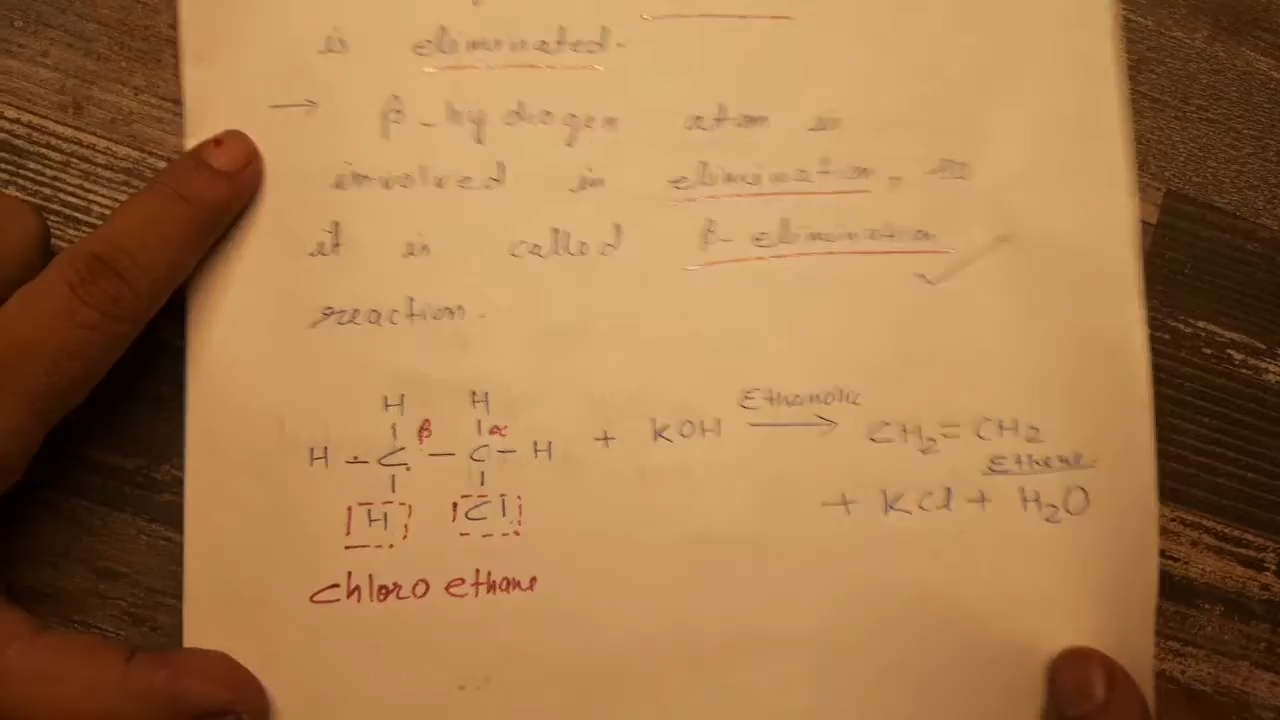 is eliminated.
→ β-hydrogen atom is
involved in elimination, so
it is called β-elimination ✓
reaction.
H H
β α
H - C - C - H + KOH Ethanolic → CH2=CH2
Ethene
H Cl + KCl + H2O
chloro ethane